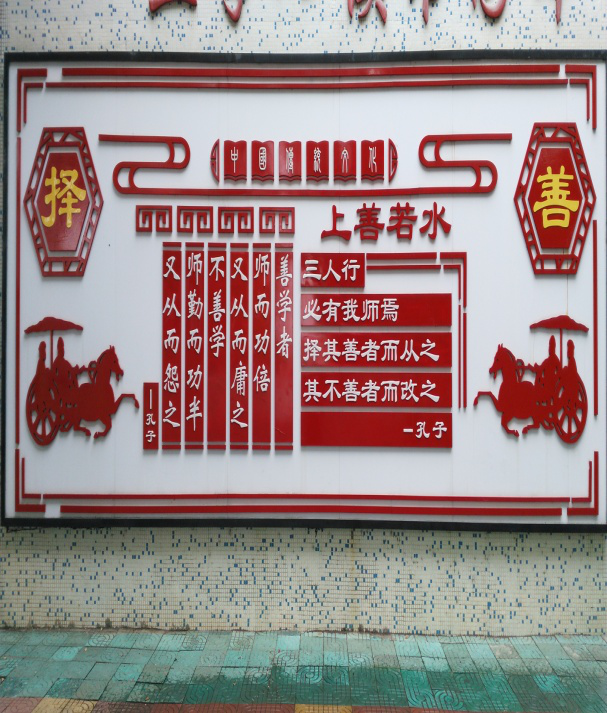 中國傳統文化
择
善
上善若水
善学者
师而功倍
又从而庸之
不善学
师勤而功半
又从而怨之
—孔子
三人行
必有我师焉
择其善者而从之
其不善者而改之
—孔子